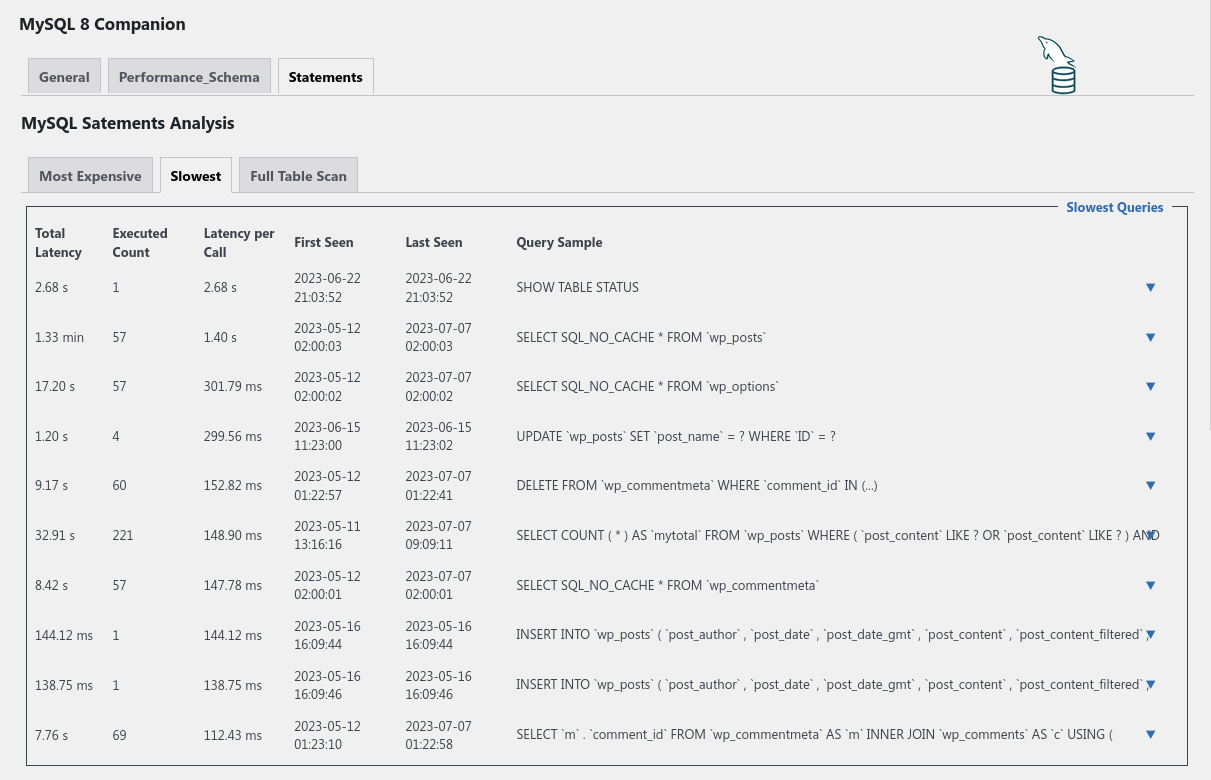 MySQL 8 Companion
General
Performance_Schema
Statements
MySQL Satements Analysis
Most Expensive
Slowest
Full Table Scan
Slowest Queries
Total Latency
Executed Count
Latency per Call
First Seen
Last Seen
Query Sample
2.68 s 1 2.68 s 2023-06-22 21:03:52 2023-06-22 21:03:52 SHOW TABLE STATUS
1.33 min 57 1.40 s 2023-05-12 02:00:03 2023-07-07 02:00:03 SELECT SQL_NO_CACHE * FROM `wp_posts`
17.20 s 57 301.79 ms 2023-05-12 02:00:02 2023-07-07 02:00:02 SELECT SQL_NO_CACHE * FROM `wp_options`
1.20 s 4 299.56 ms 2023-06-15 11:23:00 2023-06-15 11:23:02 UPDATE `wp_posts` SET `post_name` = ? WHERE `ID` = ?
9.17 s 60 152.82 ms 2023-05-12 01:22:57 2023-07-07 01:22:41 DELETE FROM `wp_commentmeta` WHERE `comment_id` IN (...)
32.91 s 221 148.90 ms 2023-05-11 13:16:16 2023-07-07 09:09:11 SELECT COUNT ( * ) AS `mytotal` FROM `wp_posts` WHERE ( `post_content` LIKE ? OR `post_content` LIKE ? ) AND
8.42 s 57 147.78 ms 2023-05-12 02:00:01 2023-07-07 02:00:01 SELECT SQL_NO_CACHE * FROM `wp_commentmeta`
144.12 ms 1 144.12 ms 2023-05-16 16:09:44 2023-05-16 16:09:44 INSERT INTO `wp_posts` ( `post_author` , `post_date` , `post_date_gmt` , `post_content` , `post_content_filtered` ,
138.75 ms 1 138.75 ms 2023-05-16 16:09:46 2023-05-16 16:09:46 INSERT INTO `wp_posts` ( `post_author` , `post_date` , `post_date_gmt` , `post_content` , `post_content_filtered` ,
7.76 s 69 112.43 ms 2023-05-12 01:23:10 2023-07-07 01:22:58 SELECT `m` . `comment_id` FROM `wp_commentmeta` AS `m` INNER JOIN `wp_comments` AS `c` USING (